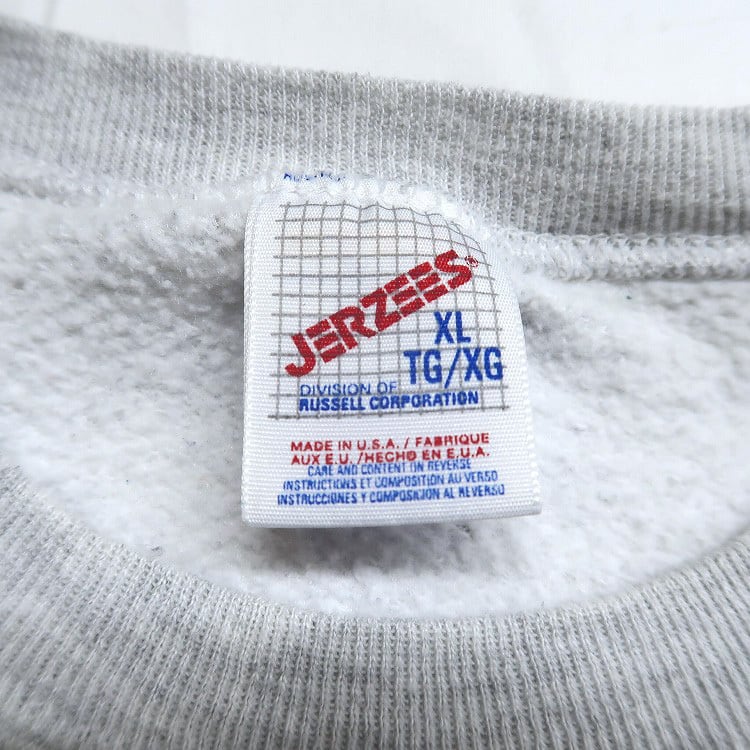 JERZEES®
XL
TG/XG
DIVISION OF
RUSSELL CORPORATION
MADE IN U.S.A. / FABRIQUE
AUX E.U. /HECHO EN E.U.A.
CARE AND CONTENT ON REVERSE
INSTRUCTIONS ET COMPOSITION AU VERSO
INSTRUCCIONES Y COMPOSICION AL REVERSO